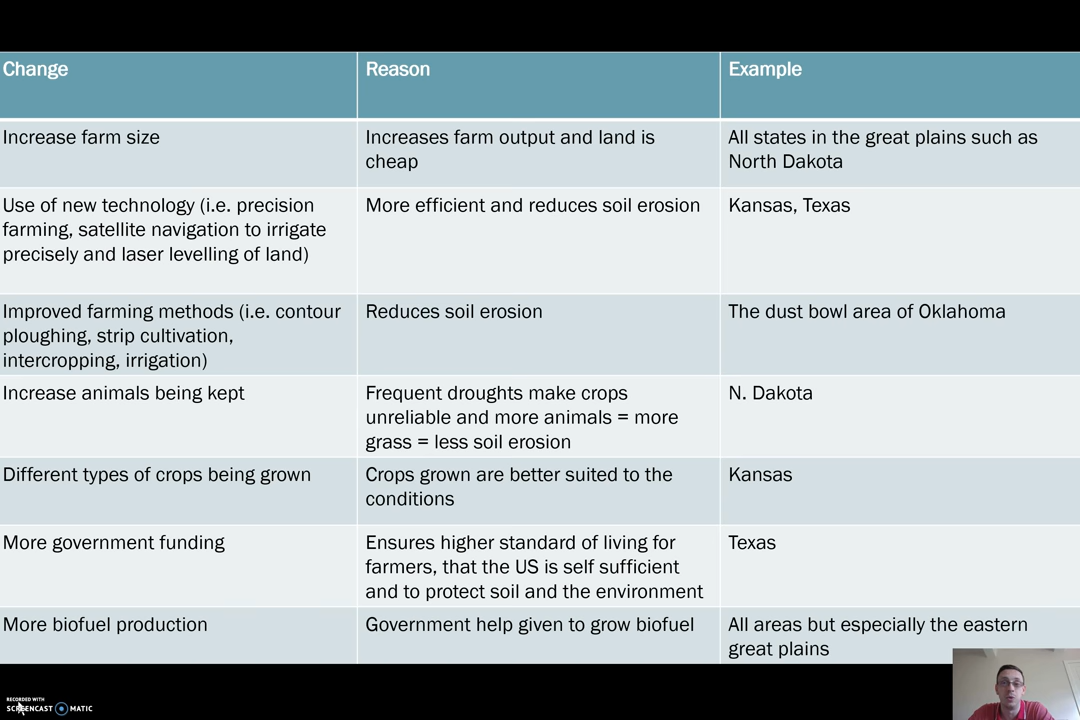 Change
Reason
Example
Increase farm size
Increases farm output and land is
cheap
All states in the great plains such as
North Dakota
Use of new technology (i.e. precision
farming, satellite navigation to irrigate
precisely and laser levelling of land)
More efficient and reduces soil erosion
Kansas, Texas
Improved farming methods (i.e. contour
ploughing, strip cultivation,
intercropping, irrigation)
Reduces soil erosion
The dust bowl area of Oklahoma
Increase animals being kept
Frequent droughts make crops
unreliable and more animals = more
grass = less soil erosion
N. Dakota
Different types of crops being grown
Crops grown are better suited to the
conditions
Kansas
More government funding
Ensures higher standard of living for
farmers, that the US is self sufficient
and to protect soil and the environment
Texas
More biofuel production
Government help given to grow biofuel
All areas but especially the eastern
great plains
RECORDED WITH
SCREENCAST MATIC